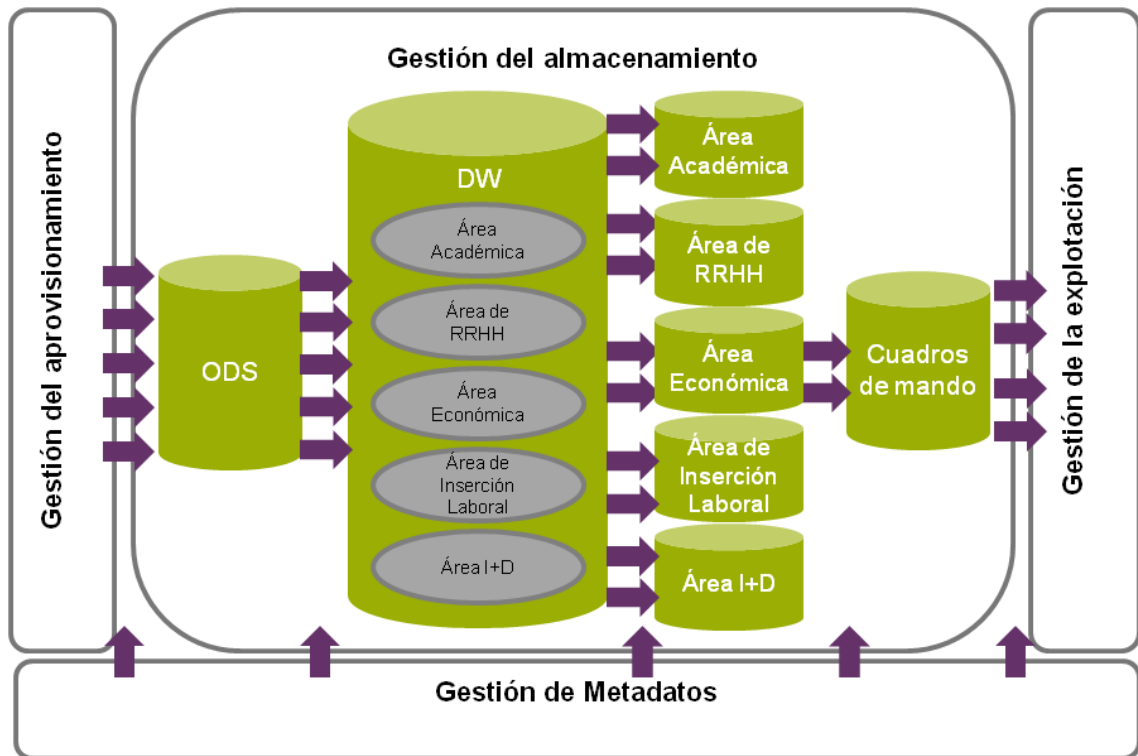 Gestión del aprovisionamiento
Gestión del almacenamiento
ODS
DW
Área
Académica
Área de
RRHH
Área
Económica
Área de
Inserción
Laboral
Área I+D
Área
Académica
Área de
RRHH
Área
Económica
Área de
Inserción
Laboral
Área I+D
Cuadros
de mando
Gestión de la explotación
Gestión de Metadatos